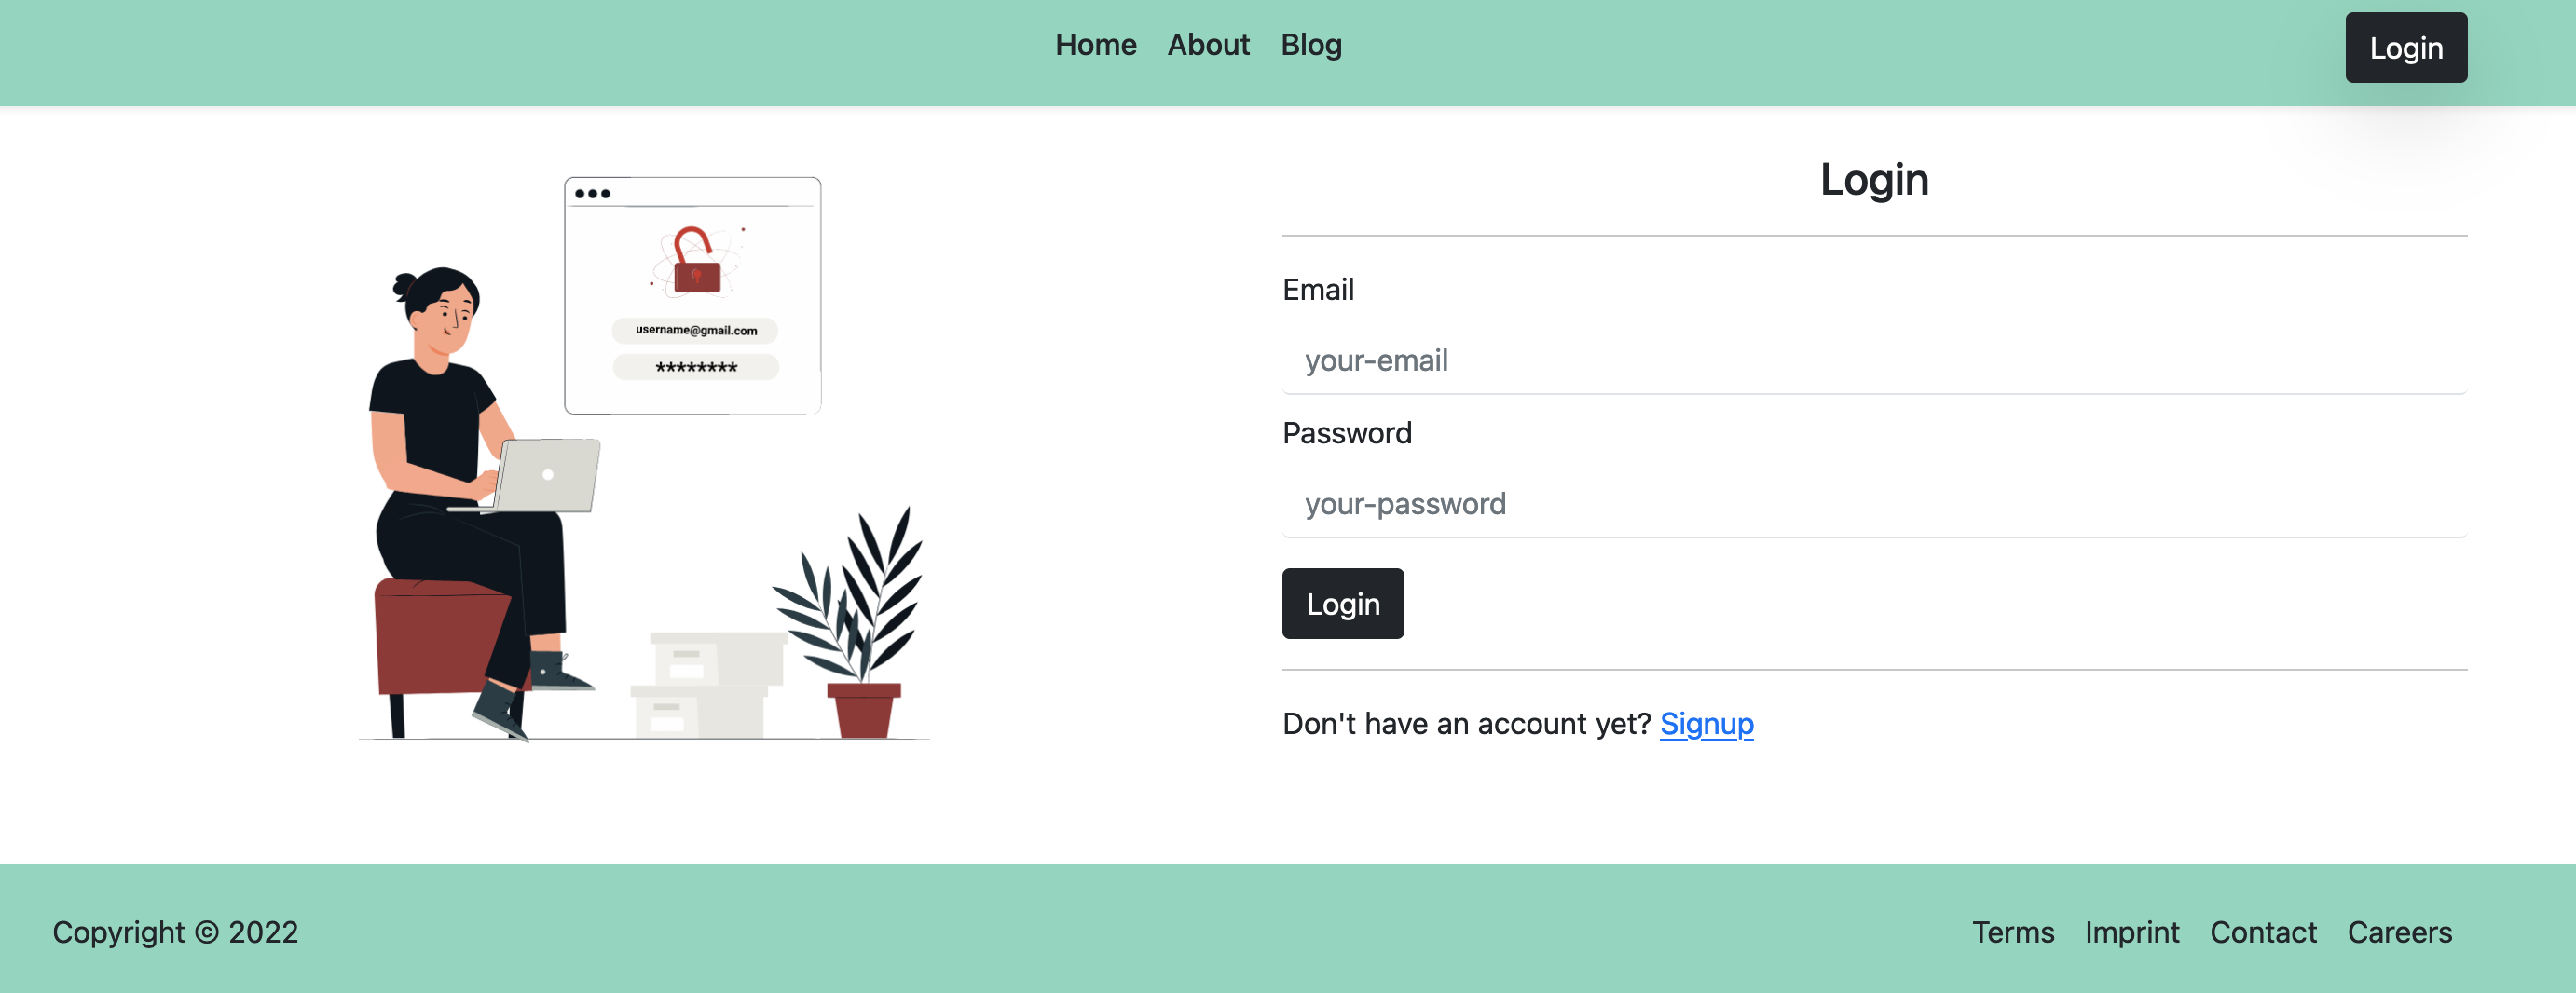 Home About Blog Login
username@gmail.com
********
Login
Email
your-email
Password
your-password
Login
Don't have an account yet? Signup
Copyright © 2022
Terms Imprint Contact Careers